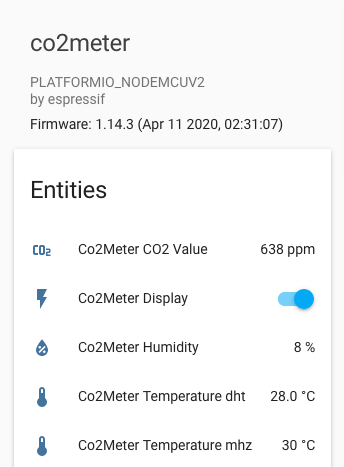 co2meter
PLATFORMIO_NODEMCUV2
by espressif
Firmware: 1.14.3 (Apr 11 2020, 02:31:07)
Entities
CO₂ Co2Meter CO2 Value 638 ppm
Co2Meter Display
Co2Meter Humidity 8 %
Co2Meter Temperature dht 28.0 °C
Co2Meter Temperature mhz 30 °C